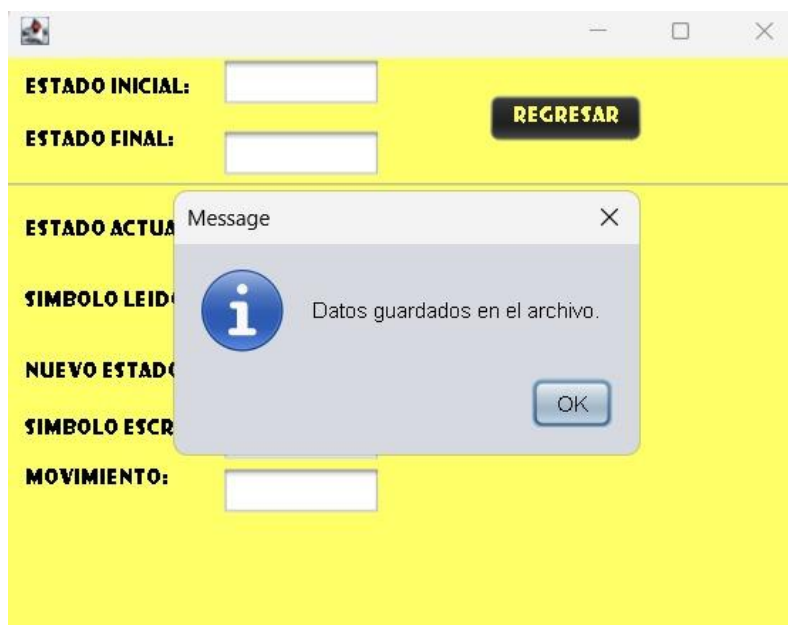 ESTADO INICIAL:
REGRESAR
ESTADO FINAL:
Message
ESTADO ACTUA
SIMBOLO LEID
Datos guardados en el archivo.
NUEVO ESTAD
OK
SIMBOLO ESCR
MOVIMIENTO: